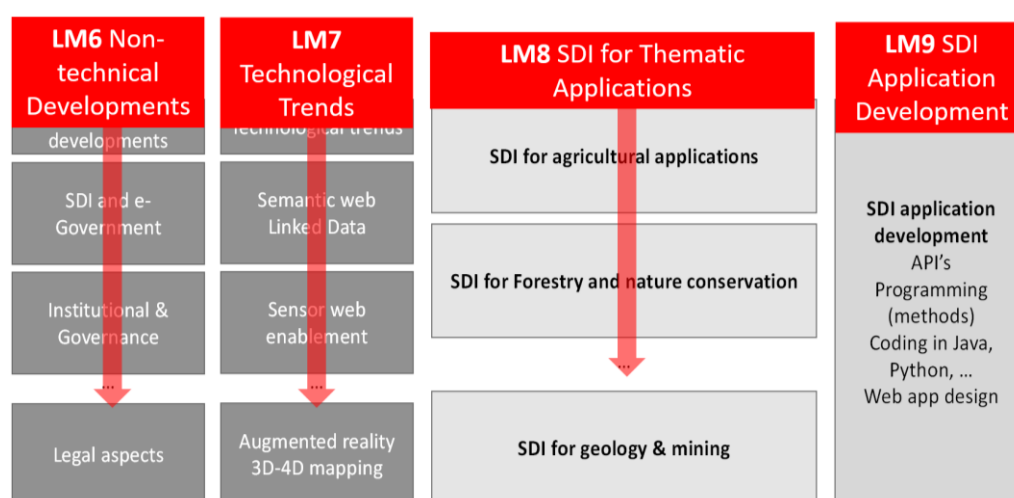 LM6 Non-
technical
Developments
developments
SDI and e-
Government
Institutional &
Governance
...
Legal aspects
LM7
Technological
Trends
Technological trends
Semantic web
Linked Data
Sensor web
enablement
...
Augmented reality
3D-4D mapping
LM8 SDI for Thematic
Applications
SDI for agricultural applications
SDI for Forestry and nature conservation
...
SDI for geology & mining
LM9 SDI
Application
Development
SDI application
development
API's
Programming
(methods)
Coding in Java,
Python, ...
Web app design